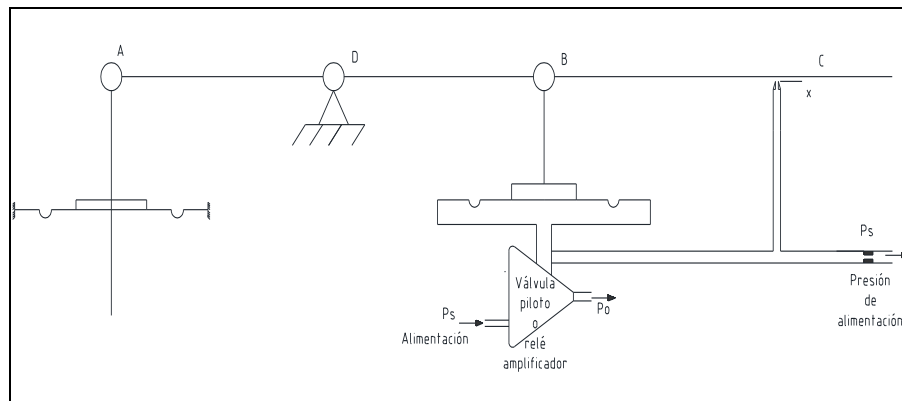 A
D
B
C
x
Ps
Presión
de
alimentación
Válvula
piloto
o
relé
amplificador
Ps
Alimentación
Po